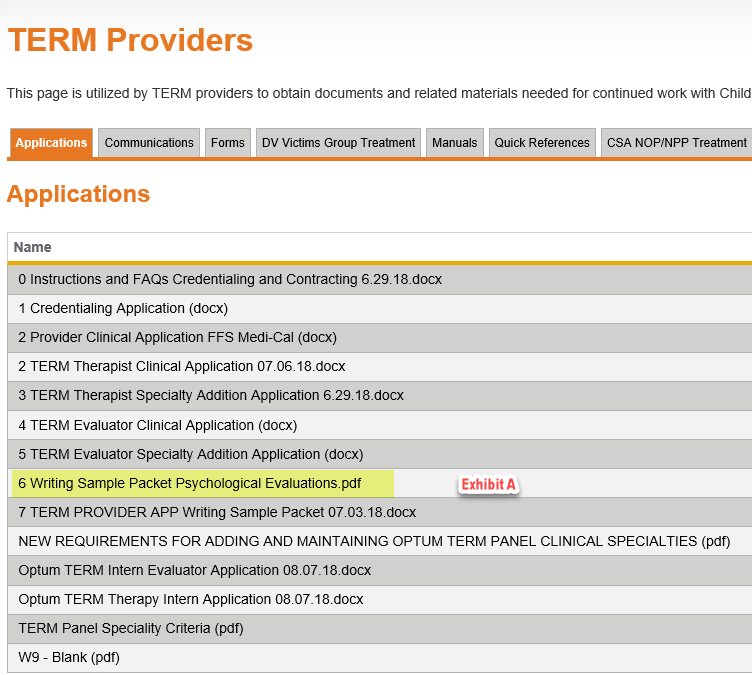 TERM Providers
This page is utilized by TERM providers to obtain documents and related materials needed for continued work with Child
Applications Communications Forms DV Victims Group Treatment Manuals Quick References CSA NOP/NPP Treatment
Applications
Name
0 Instructions and FAQs Credentialing and Contracting 6.29.18.docx
1 Credentialing Application (docx)
2 Provider Clinical Application FFS Medi-Cal (docx)
2 TERM Therapist Clinical Application 07.06.18.docx
3 TERM Therapist Specialty Addition Application 6.29.18.docx
4 TERM Evaluator Clinical Application (docx)
5 TERM Evaluator Specialty Addition Application (docx)
6 Writing Sample Packet Psychological Evaluations.pdf Exhibit A
7 TERM PROVIDER APP Writing Sample Packet 07.03.18.docx
NEW REQUIREMENTS FOR ADDING AND MAINTAINING OPTUM TERM PANEL CLINICAL SPECIALTIES (pdf)
Optum TERM Intern Evaluator Application 08.07.18.docx
Optum TERM Therapy Intern Application 08.07.18.docx
TERM Panel Speciality Criteria (pdf)
W9 - Blank (pdf)